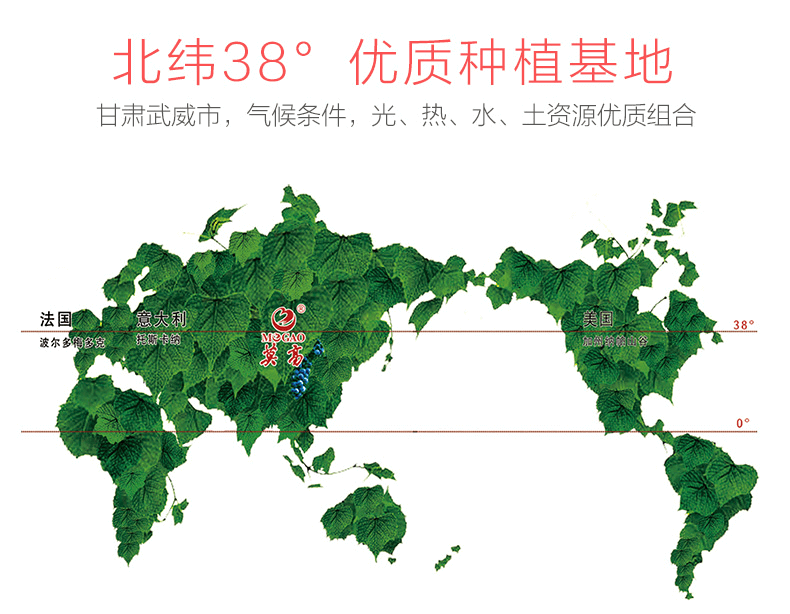 北纬38°优质种植基地
甘肃武威市，气候条件，光、热、水、土资源优质组合
法国
波尔多梅多克
意大利
托斯卡纳
®
MOGAO
莫高
美国
加州纳帕山谷
38°
0°